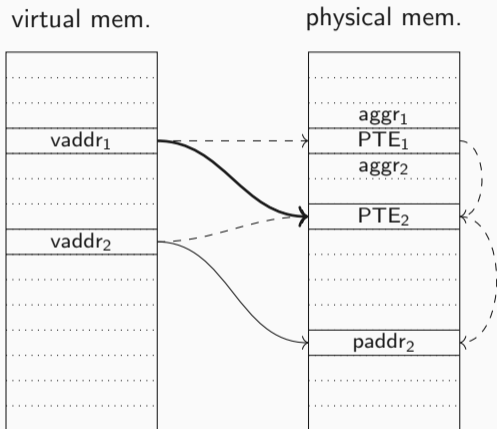 virtual mem.
physical mem.
aggr₁
vaddr₁
PTE₁
aggr₂
PTE₂
vaddr₂
paddr₂